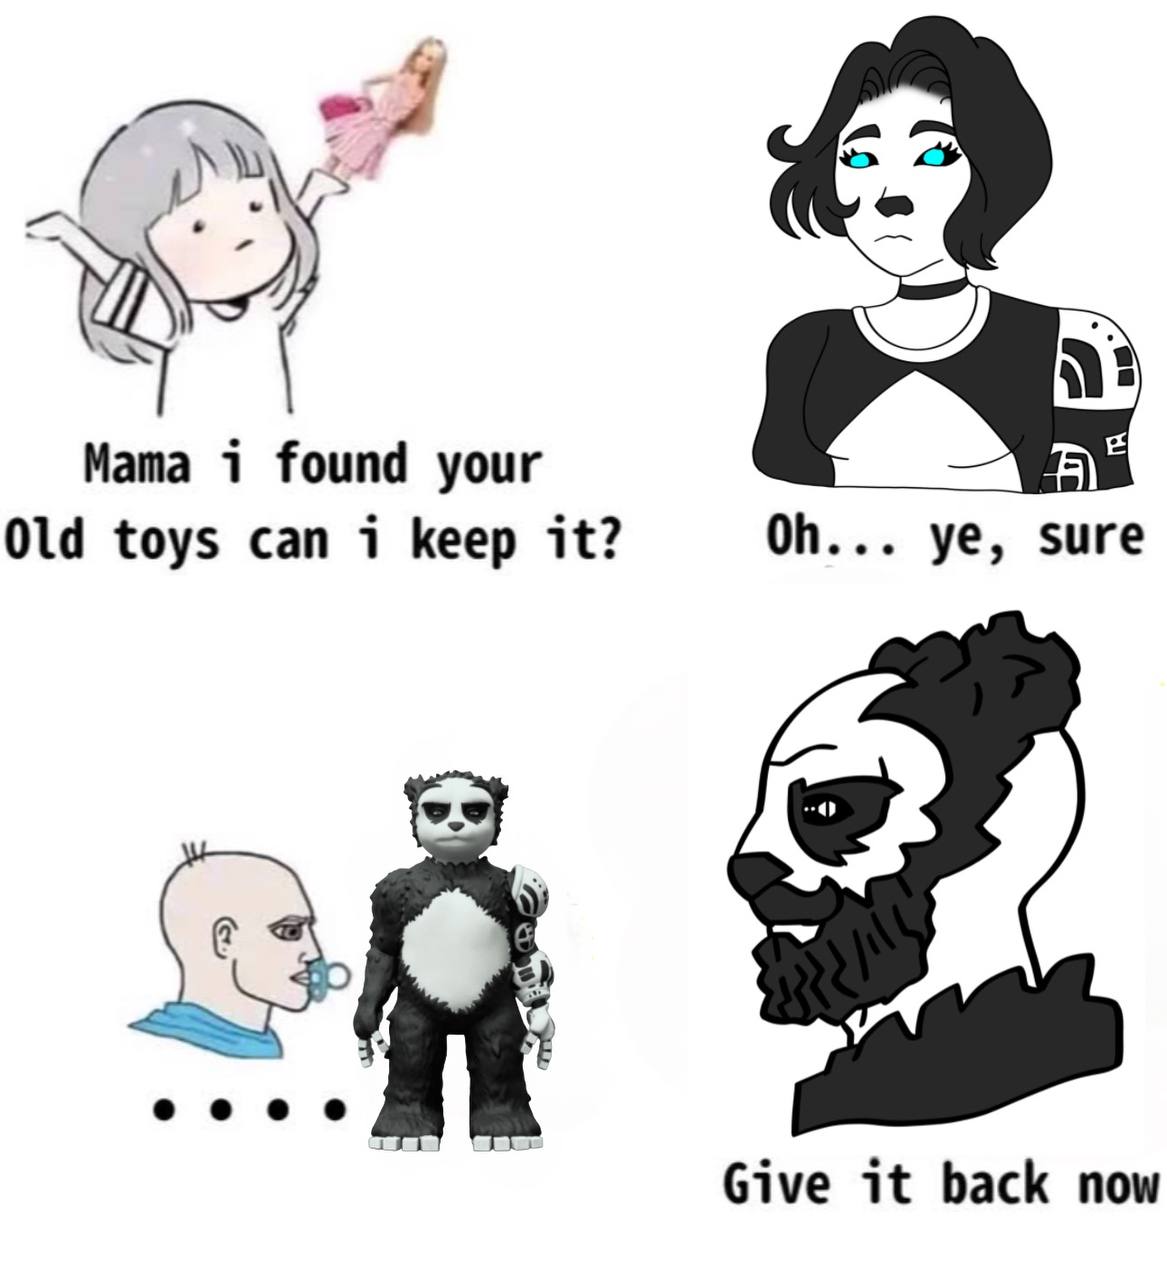 Mama i found your
Old toys can i keep it?
Oh... ye, sure
. . . .
Give it back now